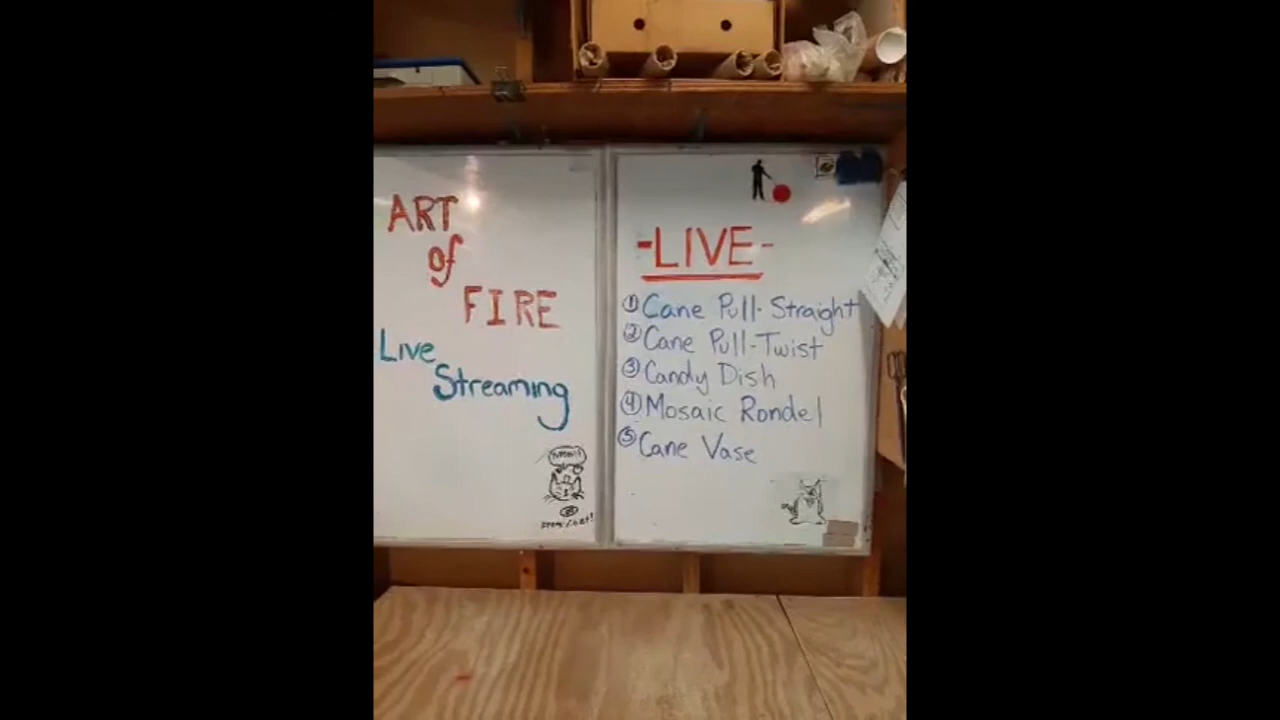 ART
of
FIRE
Live
Streaming
-LIVE-
① Cane Pull-Straight
② Cane Pull-Twist
③ Candy Dish
④ Mosaic Rondel
⑤ Cane Vase